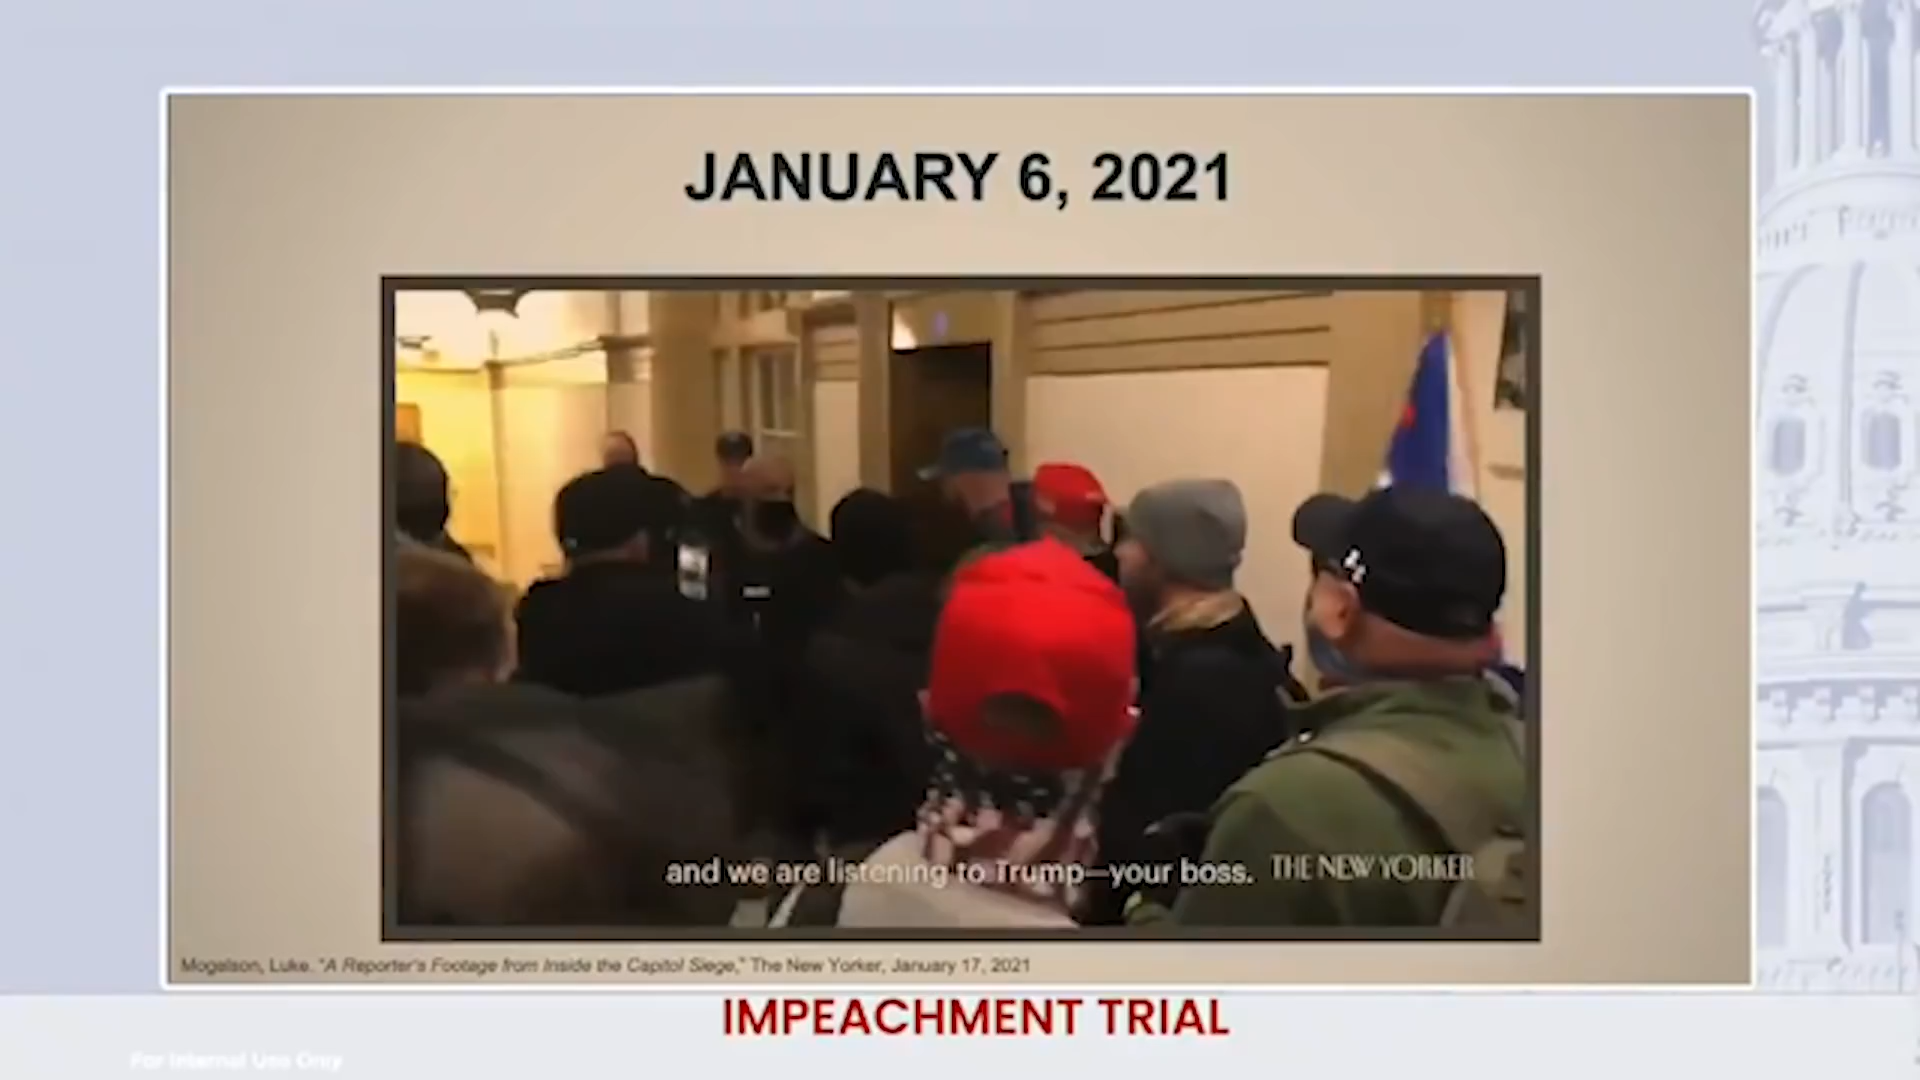 JANUARY 6, 2021
and we are listening to Trump—your boss.
THE NEW YORKER
Mogelson, Luke. "A Reporter's Footage from Inside the Capitol Siege," The New Yorker, January 17, 2021
IMPEACHMENT TRIAL
For Internal Use Only